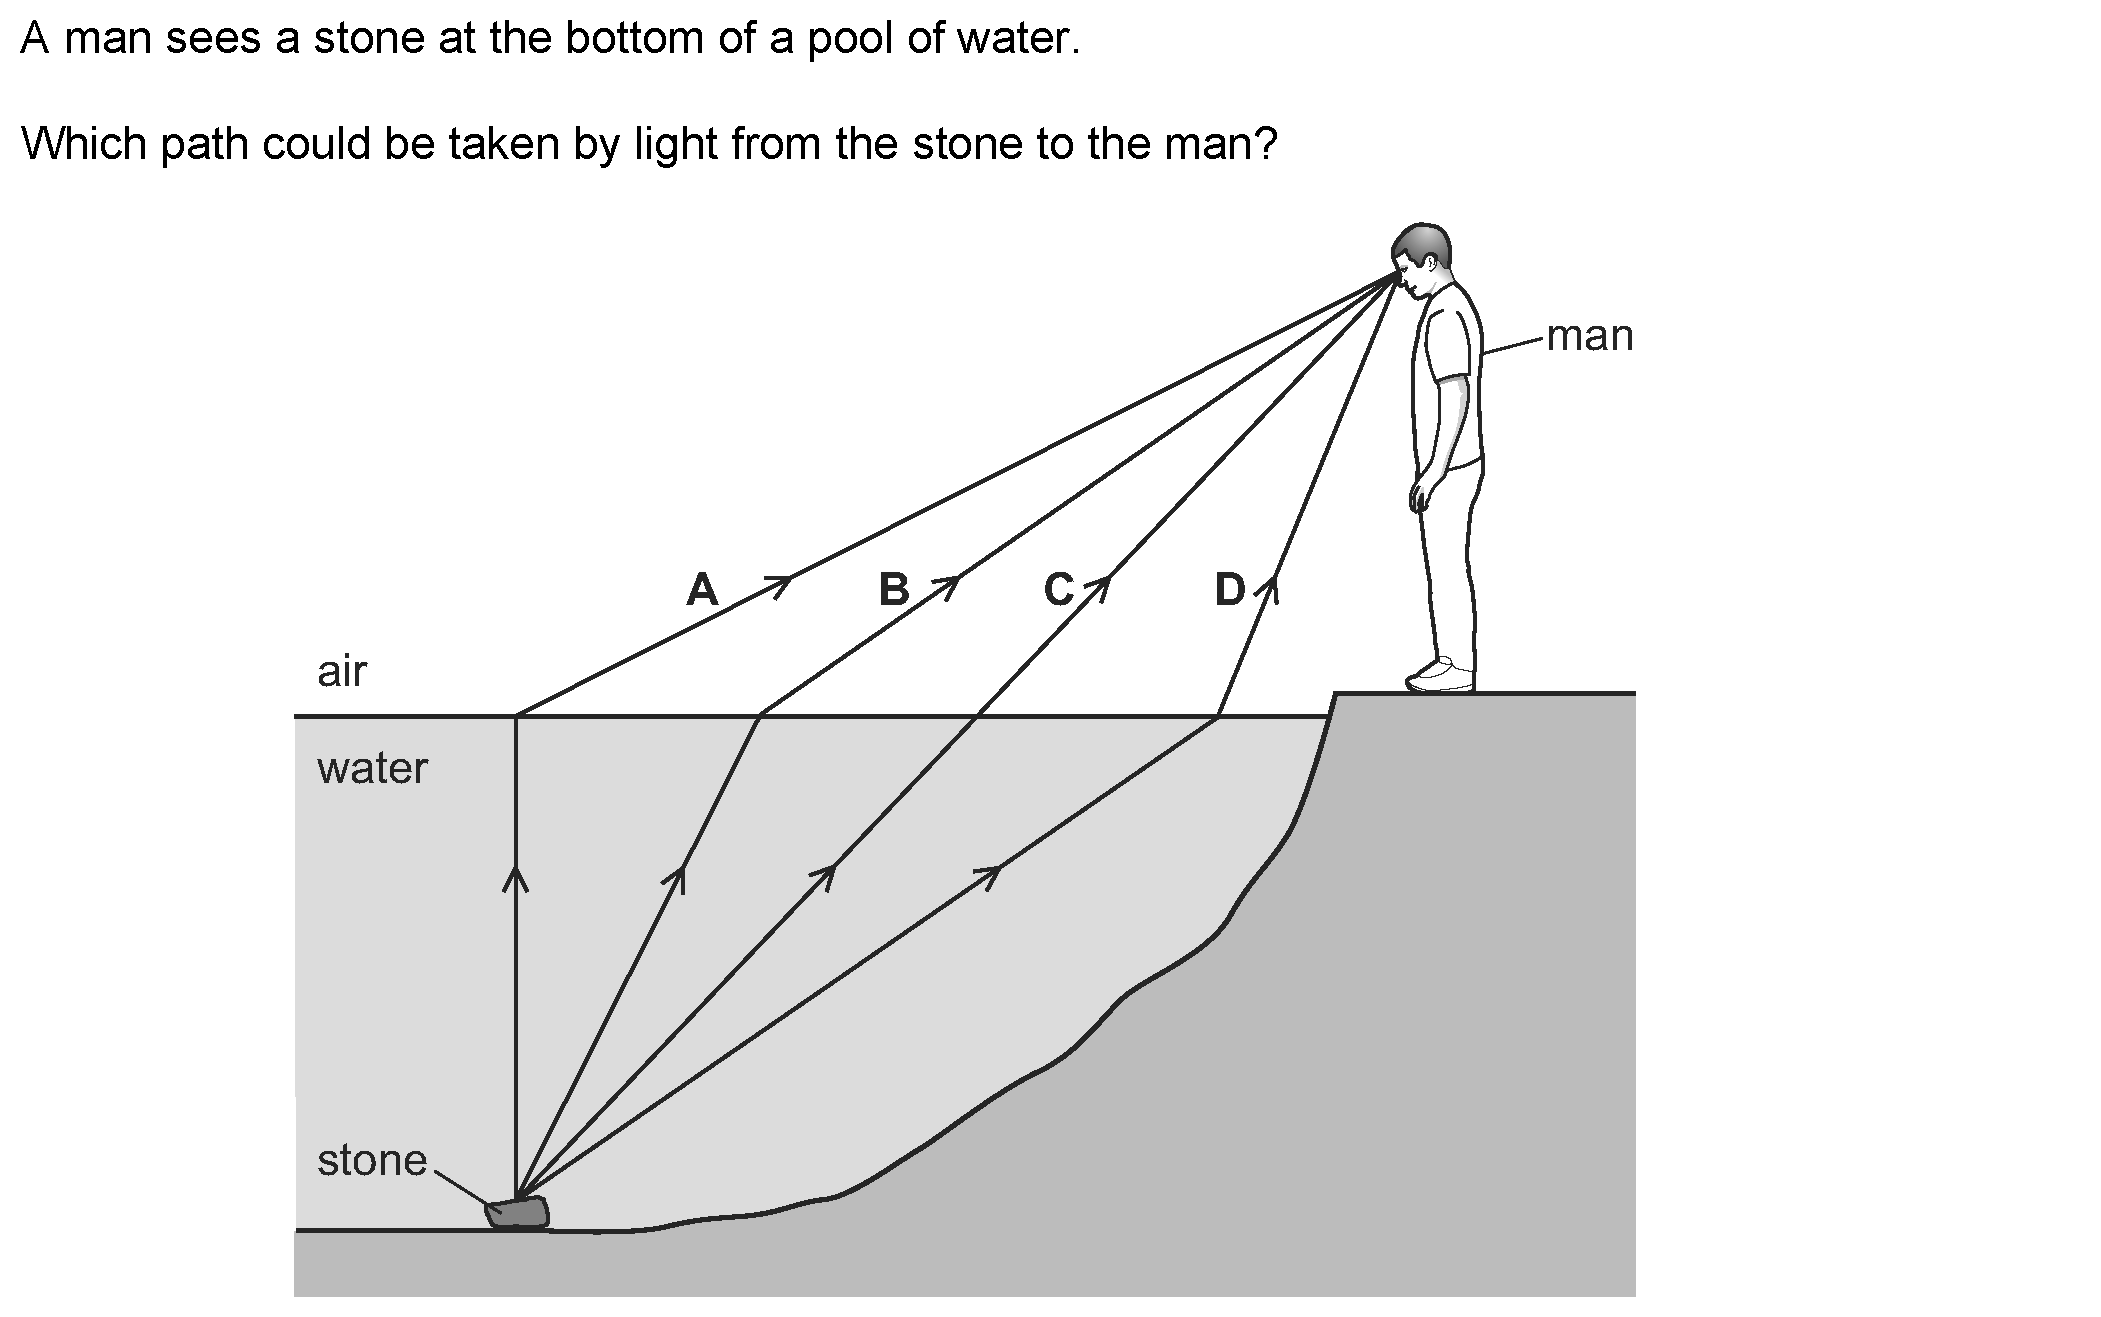 A man sees a stone at the bottom of a pool of water.
Which path could be taken by light from the stone to the man?
man
A B C D
air
water
stone